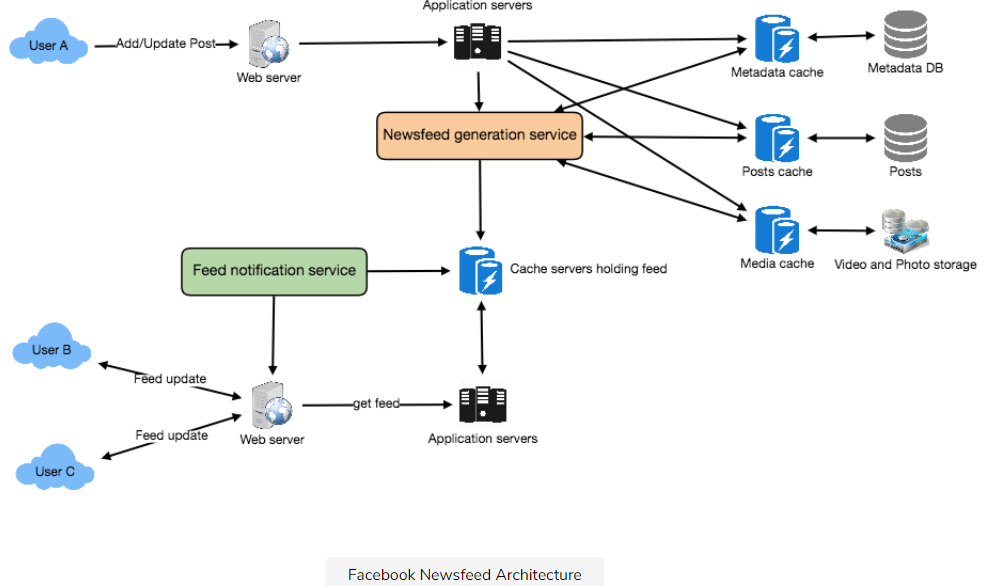 Application servers
User A
Add/Update Post
Web server
Metadata cache
Metadata DB
Newsfeed generation service
Posts cache
Posts
Media cache
Video and Photo storage
Feed notification service
Cache servers holding feed
User B
Feed update
get feed
Feed update
Web server
Application servers
User C
Facebook Newsfeed Architecture